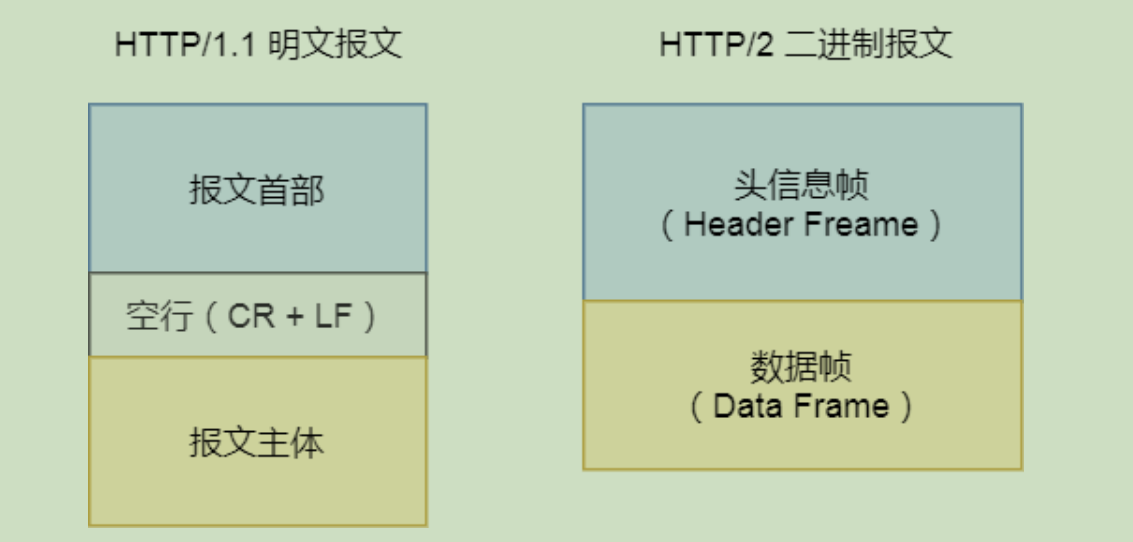 HTTP/1.1 明文报文
HTTP/2 二进制报文
报文首部
空行（CR + LF）
报文主体
头信息帧
（Header Freame）
数据帧
（Data Frame）